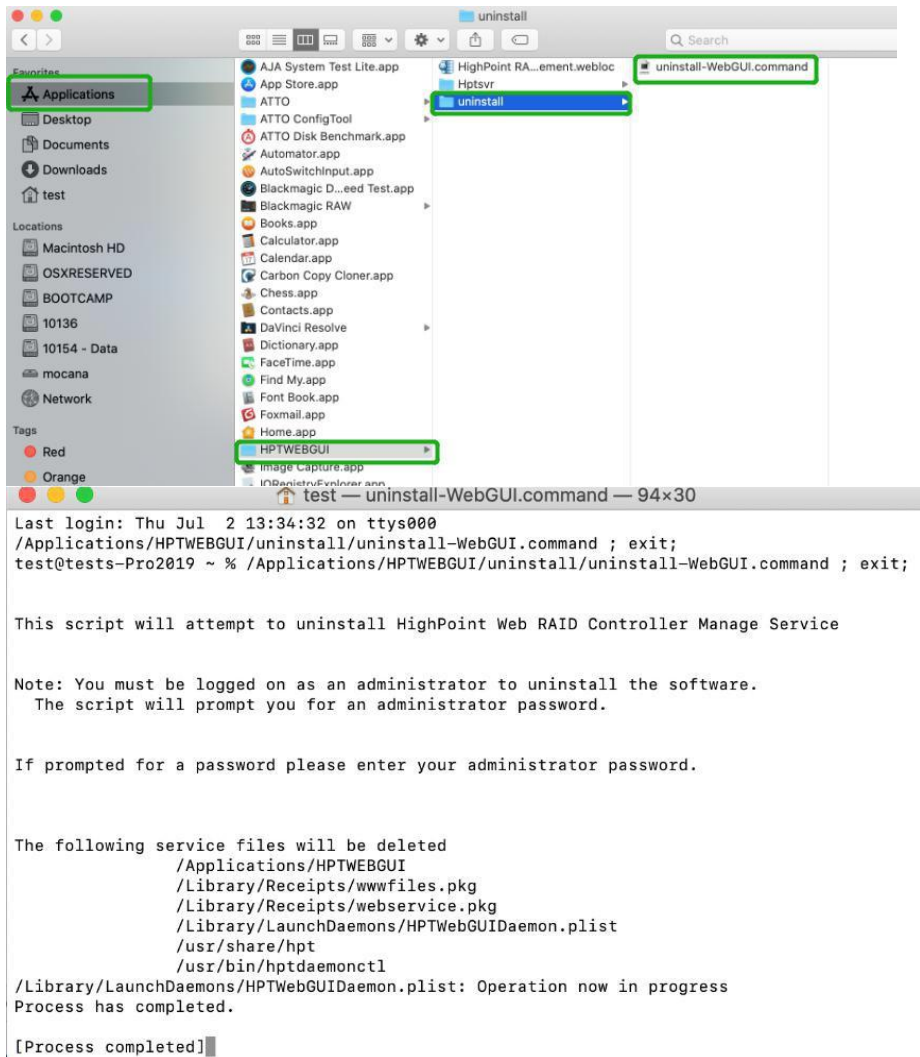 uninstall
Search
Favorites
Applications
Desktop
Documents
Downloads
test
Locations
Macintosh HD
OSXRESERVED
BOOTCAMP
10136
10154 - Data
mocana
Network
Tags
Red
Orange
AJA System Test Lite.app
App Store.app
ATTO
ATTO ConfigTool
ATTO Disk Benchmark.app
Automator.app
AutoSwitchInput.app
Blackmagic D...eed Test.app
Blackmagic RAW
Books.app
Calculator.app
Calendar.app
Carbon Copy Cloner.app
Chess.app
Contacts.app
DaVinci Resolve
Dictionary.app
FaceTime.app
Find My.app
Font Book.app
Foxmail.app
Home.app
HPTWEBGUI
Image Capture.app
IORegistryExplorer.app
HighPoint RA...ement.webloc
Hptsvr
uninstall
uninstall-WebGUI.command
test — uninstall-WebGUI.command — 94×30
Last login: Thu Jul  2 13:34:32 on ttys000
/Applications/HPTWEBGUI/uninstall/uninstall-WebGUI.command ; exit;
test@tests-Pro2019 ~ % /Applications/HPTWEBGUI/uninstall/uninstall-WebGUI.command ; exit;
This script will attempt to uninstall HighPoint Web RAID Controller Manage Service
Note: You must be logged on as an administrator to uninstall the software.
The script will prompt you for an administrator password.
If prompted for a password please enter your administrator password.
The following service files will be deleted
/Applications/HPTWEBGUI
/Library/Receipts/wwwfiles.pkg
/Library/Receipts/webservice.pkg
/Library/LaunchDaemons/HPTWebGUIDaemon.plist
/usr/share/hpt
/usr/bin/hptdaemonctl
/Library/LaunchDaemons/HPTWebGUIDaemon.plist: Operation now in progress
Process has completed.
[Process completed]